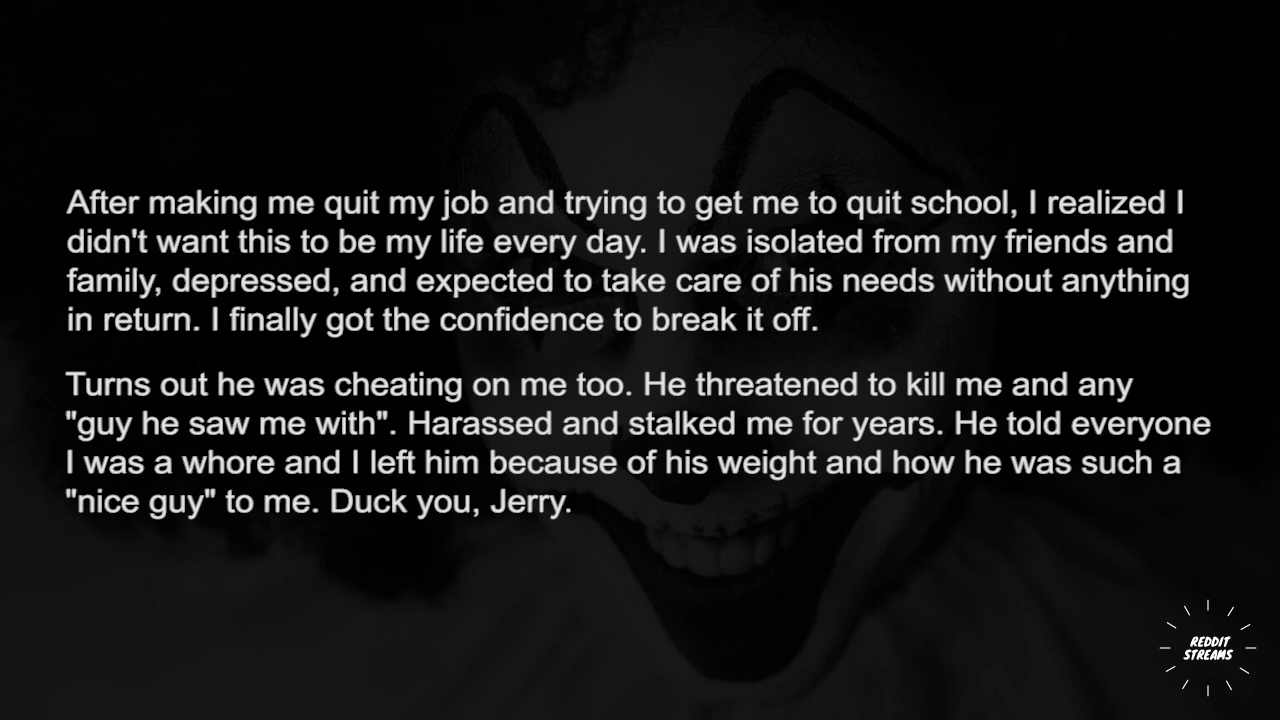 After making me quit my job and trying to get me to quit school, I realized I
didn't want this to be my life every day. I was isolated from my friends and
family, depressed, and expected to take care of his needs without anything
in return. I finally got the confidence to break it off.
Turns out he was cheating on me too. He threatened to kill me and any
"guy he saw me with". Harassed and stalked me for years. He told everyone
I was a whore and I left him because of his weight and how he was such a
"nice guy" to me. Duck you, Jerry.
REDDIT
STREAMS